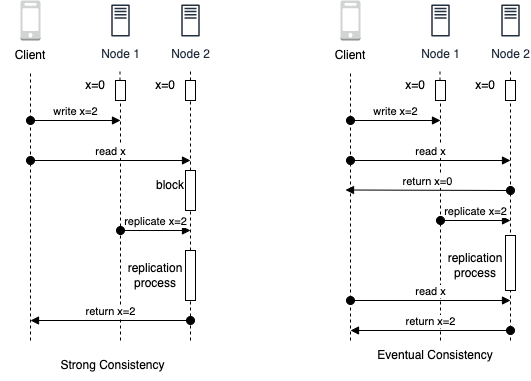 Client
Node 1
Node 2
x=0
x=0
write x=2
read x
block
replicate x=2
replication
process
return x=2
Strong Consistency
Client
Node 1
Node 2
x=0
x=0
write x=2
read x
return x=0
replicate x=2
replication
process
read x
return x=2
Eventual Consistency